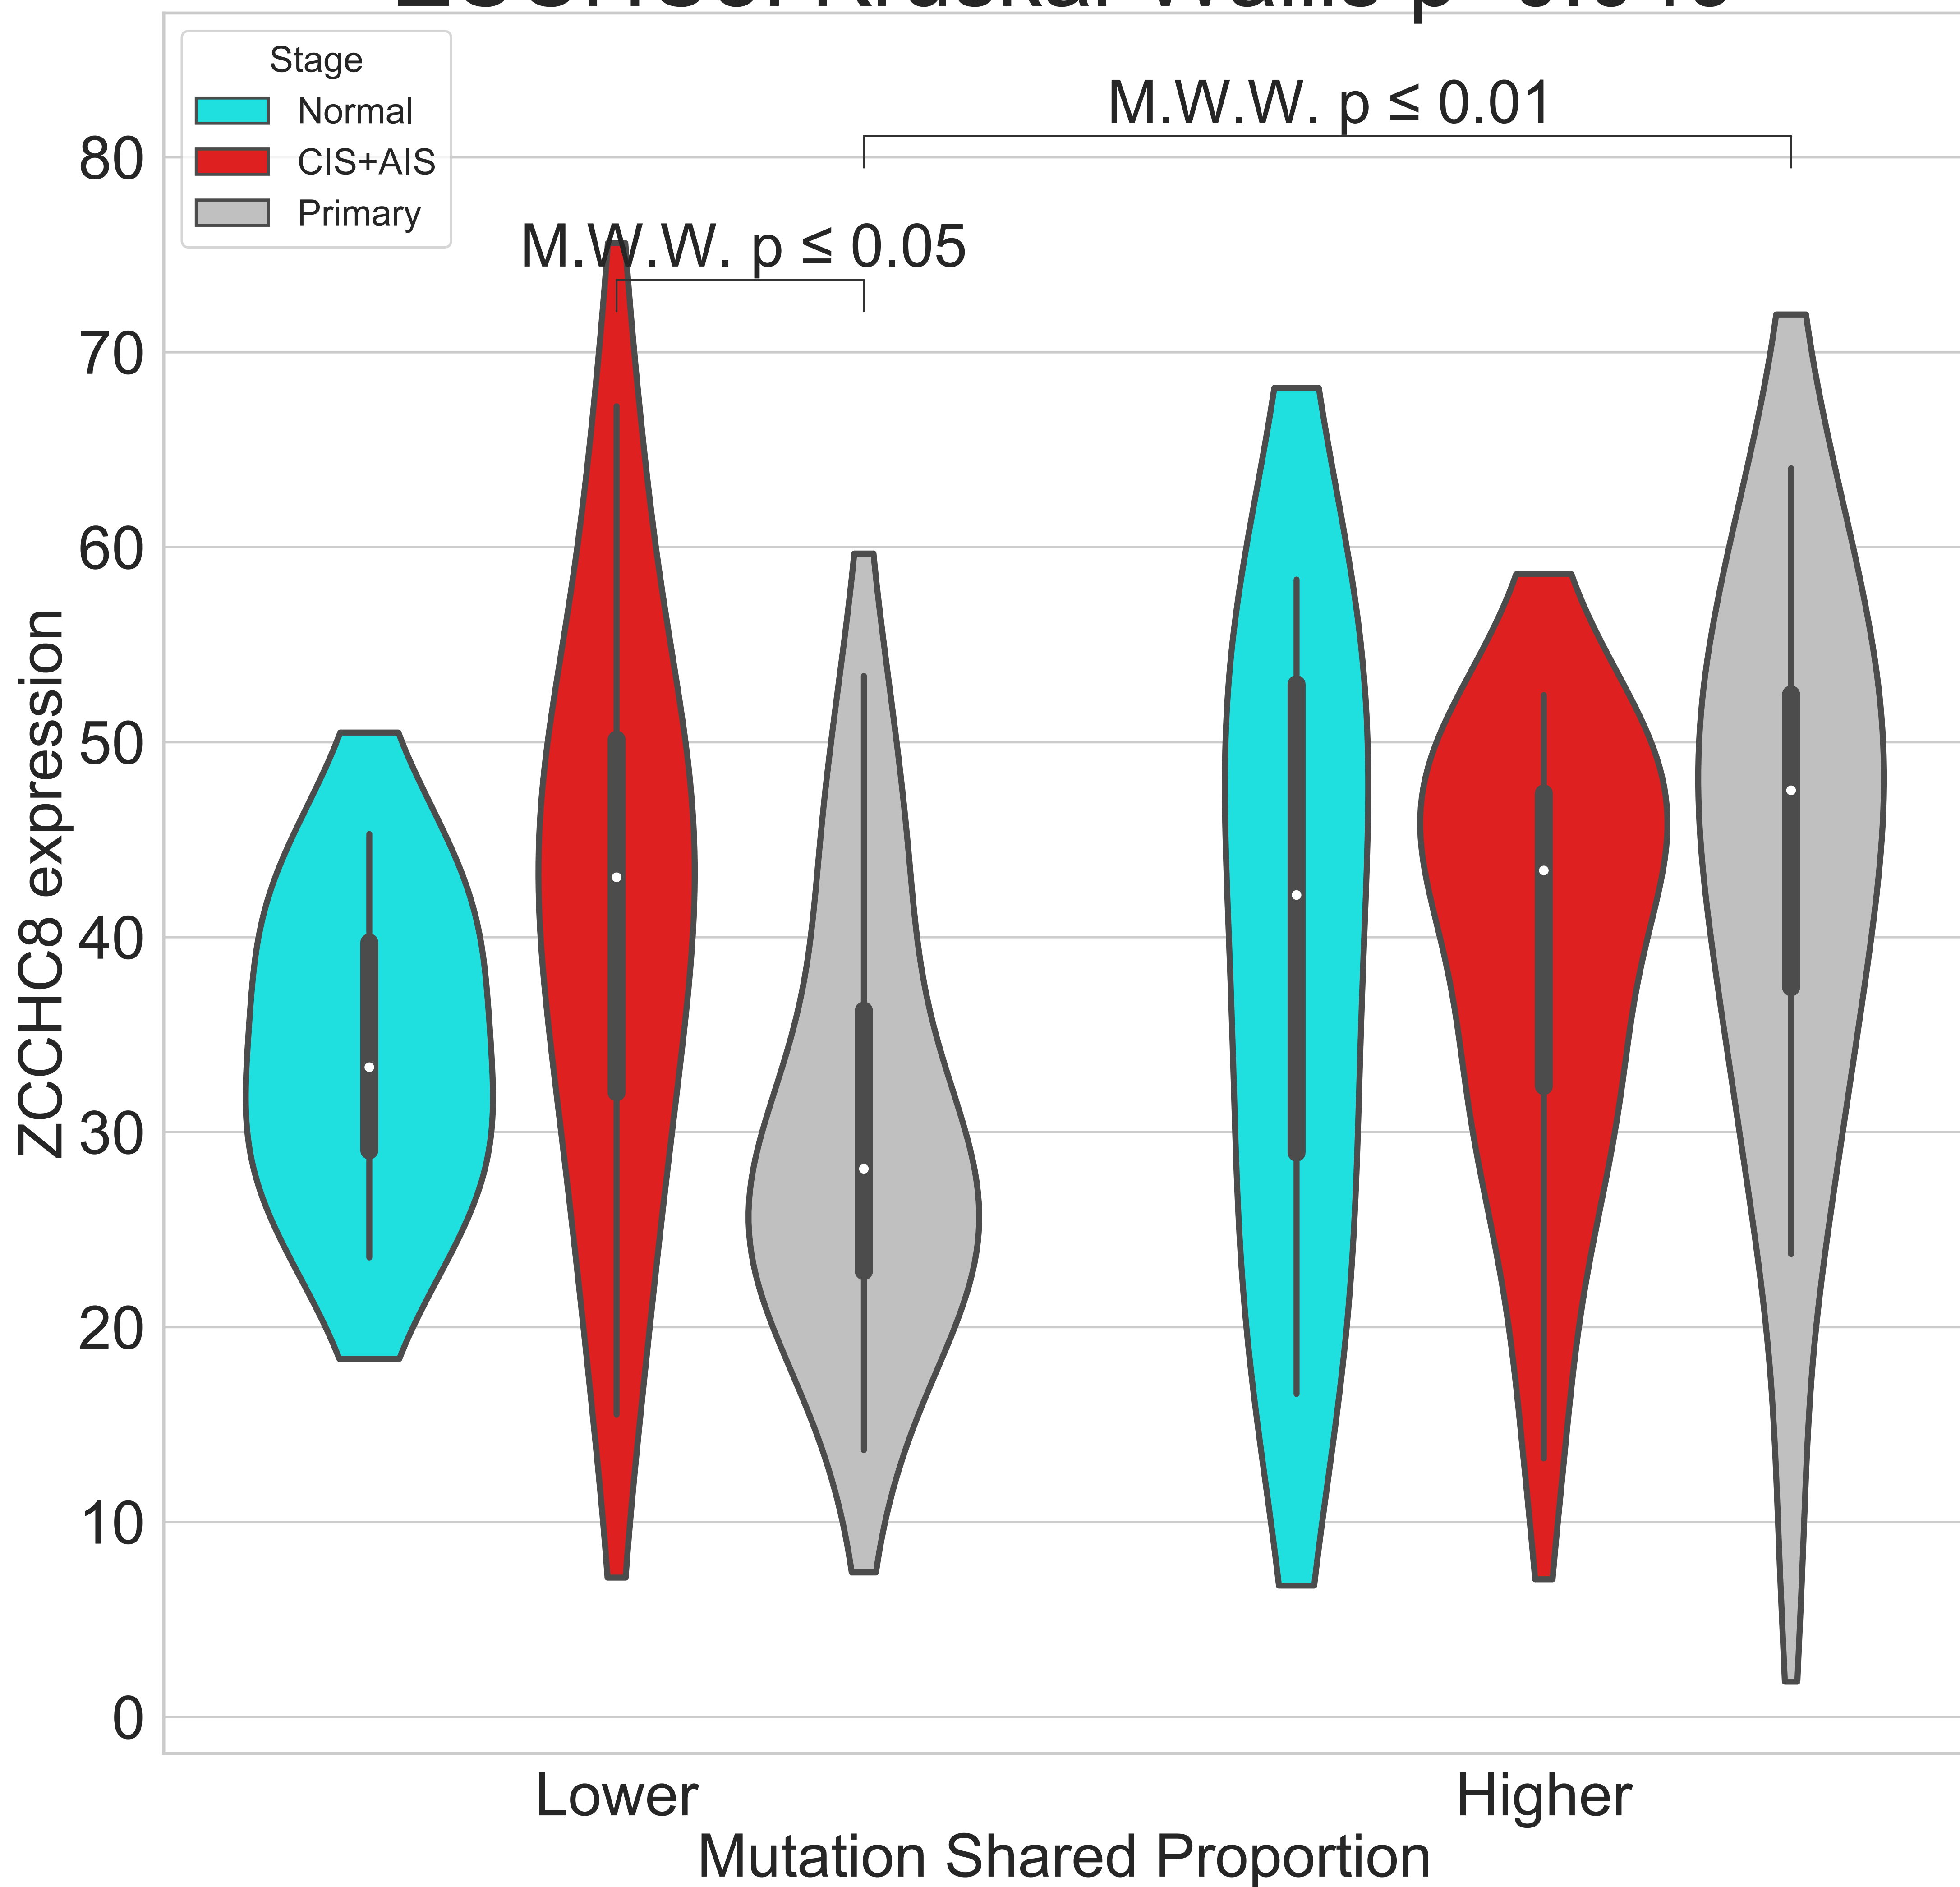 Stage
Normal
CIS+AIS
Primary
M.W.W. p ≤ 0.01
M.W.W. p ≤ 0.05
80
70
60
50
40
30
20
10
0
ZCCHC8 expression
Lower
Higher
Mutation Shared Proportion